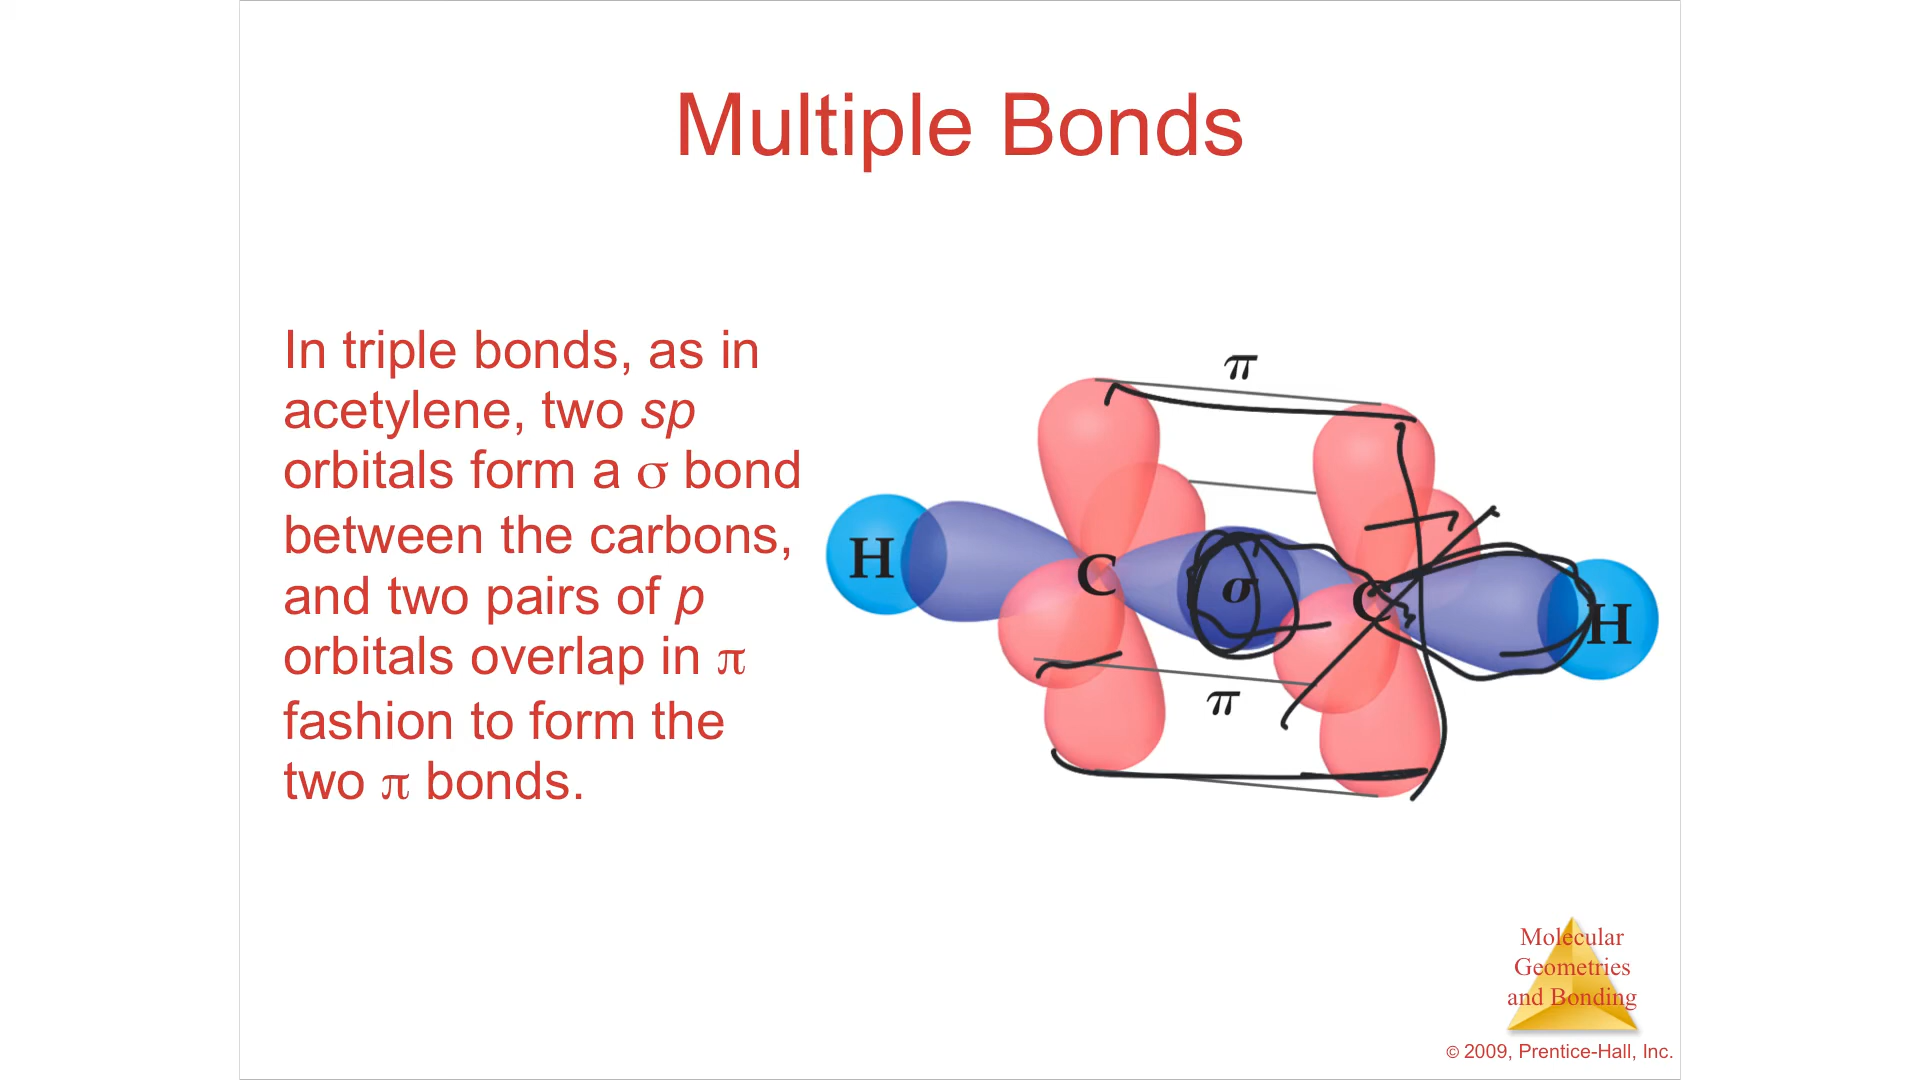 Multiple Bonds
In triple bonds, as in
acetylene, two sp
orbitals form a σ bond
between the carbons,
and two pairs of p
orbitals overlap in π
fashion to form the
two π bonds.
π
H
C
σ
C
H
π
Molecular
Geometries
and Bonding
© 2009, Prentice-Hall, Inc.